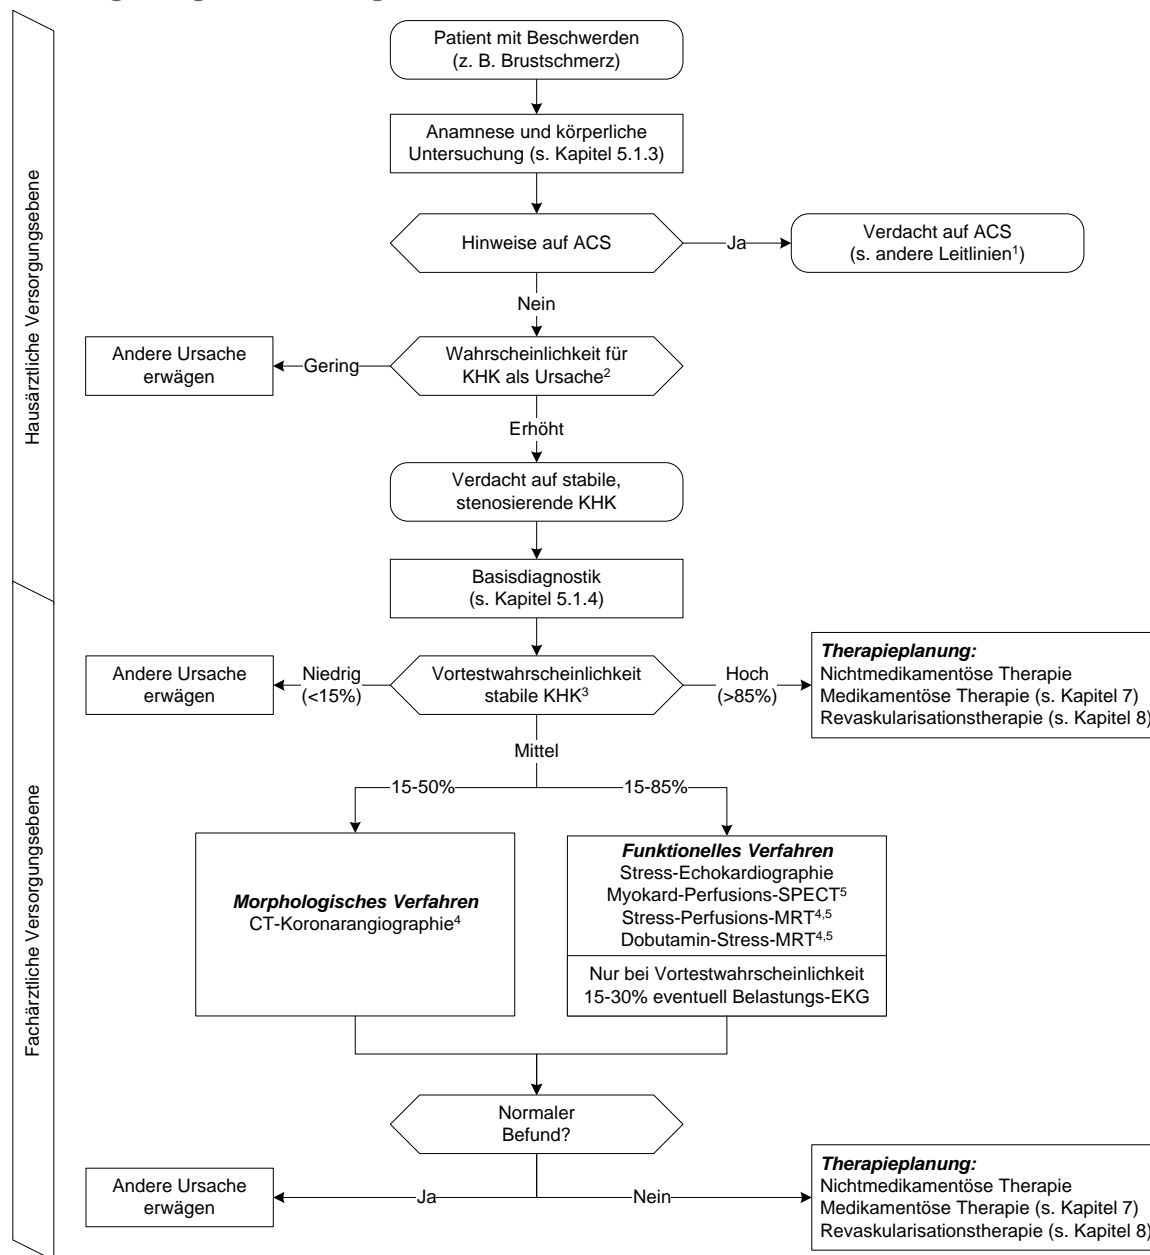 Patient mit Beschwerden
(z. B. Brustschmerz)
Anamnese und körperliche
Untersuchung (s. Kapitel 5.1.3)
Hinweise auf ACS
Ja
Verdacht auf ACS
(s. andere Leitlinien¹)
Nein
Hausärztliche Versorgungsebene
Andere Ursache
erwägen
Gering
Wahrscheinlichkeit für
KHK als Ursache²
Erhöht
Verdacht auf stabile,
stenosierende KHK
Basisdiagnostik
(s. Kapitel 5.1.4)
Andere Ursache
erwägen
Niedrig
(<15%)
Vortestwahrscheinlichkeit
stabile KHK³
Hoch
(>85%)
Therapieplanung:
Nichtmedikamentöse Therapie
Medikamentöse Therapie (s. Kapitel 7)
Revaskularisationstherapie (s. Kapitel 8)
Mittel
15-50%
15-85%
Fachärztliche Versorgungsebene
Morphologisches Verfahren
CT-Koronarangiographie⁴
Funktionelles Verfahren
Stress-Echokardiographie
Myokard-Perfusions-SPECT⁵
Stress-Perfusions-MRT⁴,⁵
Dobutamin-Stress-MRT⁴,⁵
Nur bei Vortestwahrscheinlichkeit
15-30% eventuell Belastungs-EKG
Normaler
Befund?
Andere Ursache
erwägen
Ja
Nein
Therapieplanung:
Nichtmedikamentöse Therapie
Medikamentöse Therapie (s. Kapitel 7)
Revaskularisationstherapie (s. Kapitel 8)